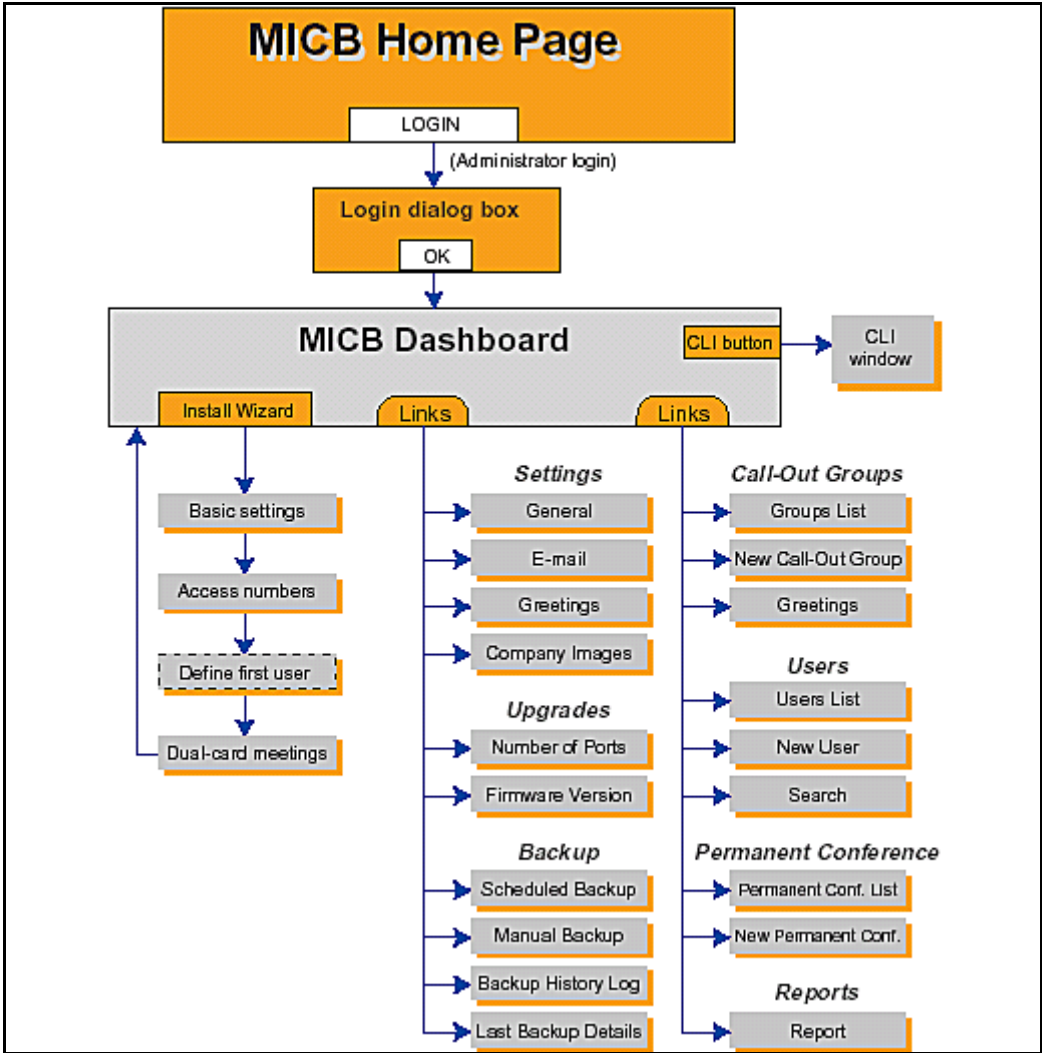 MICB Home Page
LOGIN
(Administrator login)
Login dialog box
OK
MICB Dashboard
CLI button
CLI
window
Install Wizard
Links
Links
Basic settings
Access numbers
Define first user
Dual-card meetings
Settings
General
E-mail
Greetings
Company Images
Upgrades
Number of Ports
Firmware Version
Backup
Scheduled Backup
Manual Backup
Backup History Log
Last Backup Details
Call-Out Groups
Groups List
New Call-Out Group
Greetings
Users
Users List
New User
Search
Permanent Conference
Permanent Conf. List
New Permanent Conf.
Reports
Report